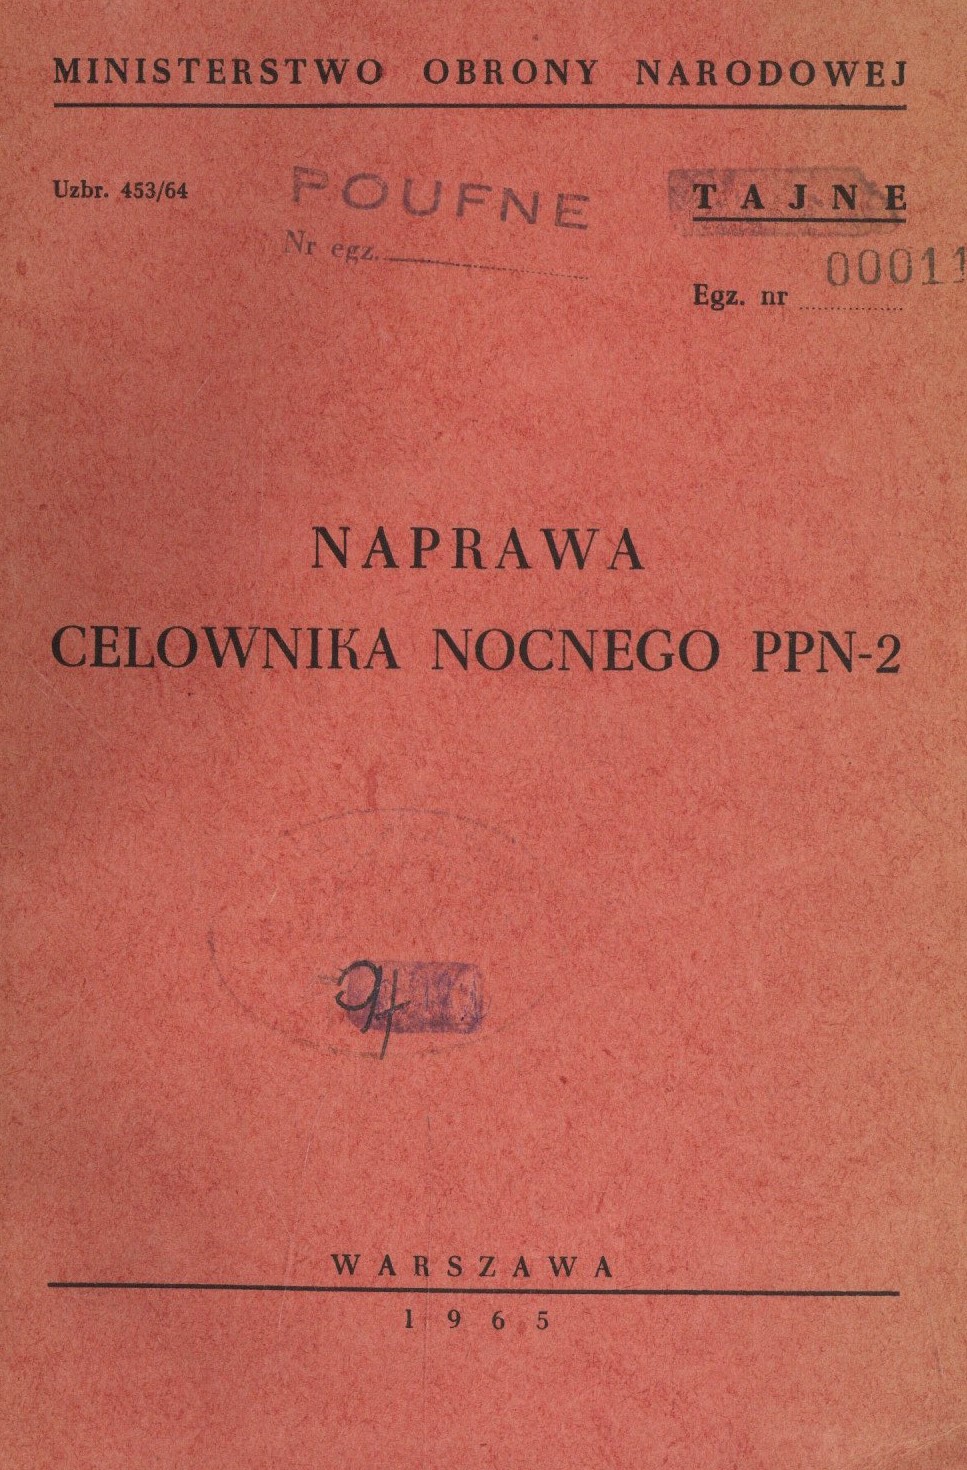 MINISTERSTWO OBRONY NARODOWEJ
Uzbr. 453/64
POUFNE
TAJNE
Nr egz.
00011
Egz. nr
NAPRAWA
CELOWNIKA NOCNEGO PPN-2
WARSZAWA
1965